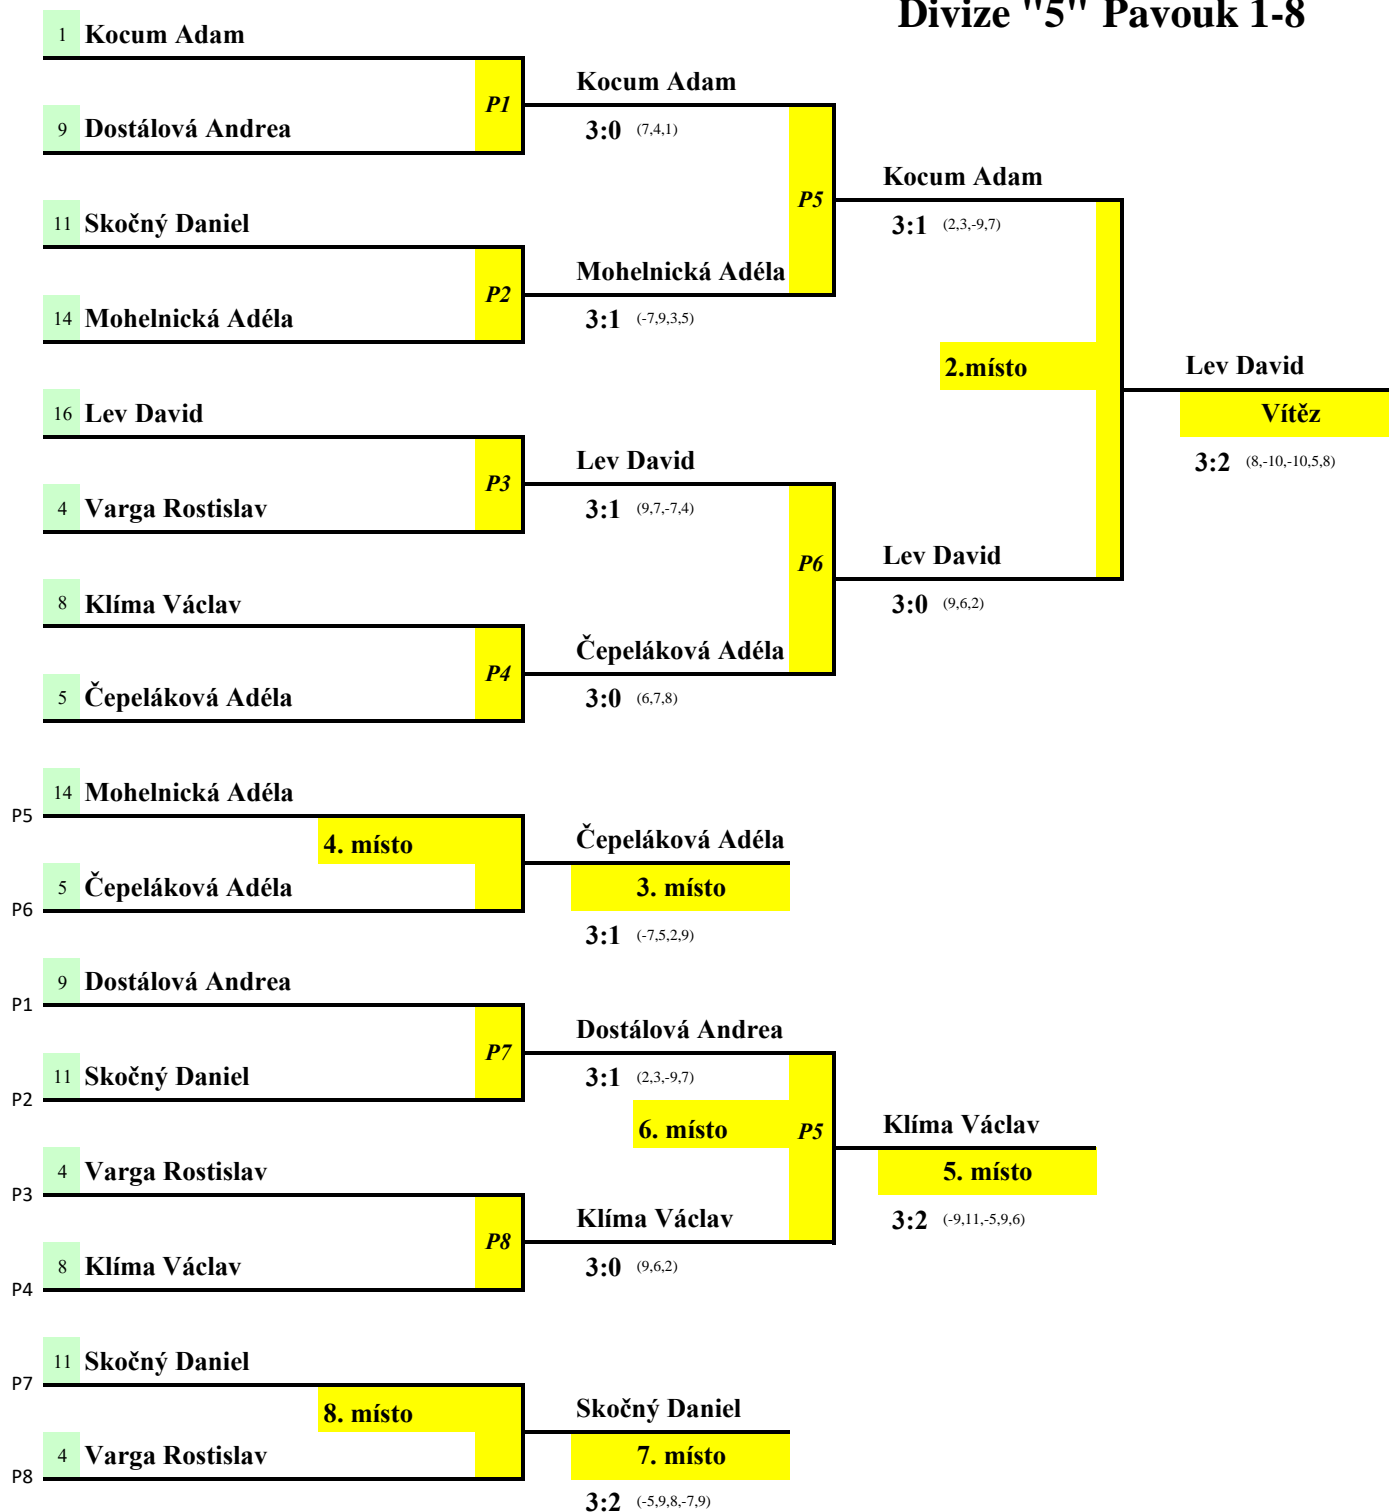 Divize "5" Pavouk 1-8
1 Kocum Adam
Kocum Adam
P1
3:0 (7,4,1)
9 Dostálová Andrea
Kocum Adam
P5
3:1 (2,3,-9,7)
11 Skočný Daniel
Mohelnická Adéla
P2
3:1 (-7,9,3,5)
14 Mohelnická Adéla
2.místo
Lev David
Vítěz
3:2 (8,-10,-10,5,8)
16 Lev David
Lev David
P3
3:1 (9,7,-7,4)
4 Varga Rostislav
Lev David
P6
3:0 (9,6,2)
8 Klíma Václav
Čepeláková Adéla
P4
3:0 (6,7,8)
5 Čepeláková Adéla
14 Mohelnická Adéla
P5
4. místo
Čepeláková Adéla
5 Čepeláková Adéla
3. místo
P6
3:1 (-7,5,2,9)
9 Dostálová Andrea
P1
Dostálová Andrea
P7
11 Skočný Daniel
3:1 (2,3,-9,7)
P2
6. místo
P5
Klíma Václav
4 Varga Rostislav
5. místo
P3
Klíma Václav
3:2 (-9,11,-5,9,6)
P8
8 Klíma Václav
3:0 (9,6,2)
P4
11 Skočný Daniel
P7
8. místo
Skočný Daniel
4 Varga Rostislav
7. místo
P8
3:2 (-5,9,8,-7,9)